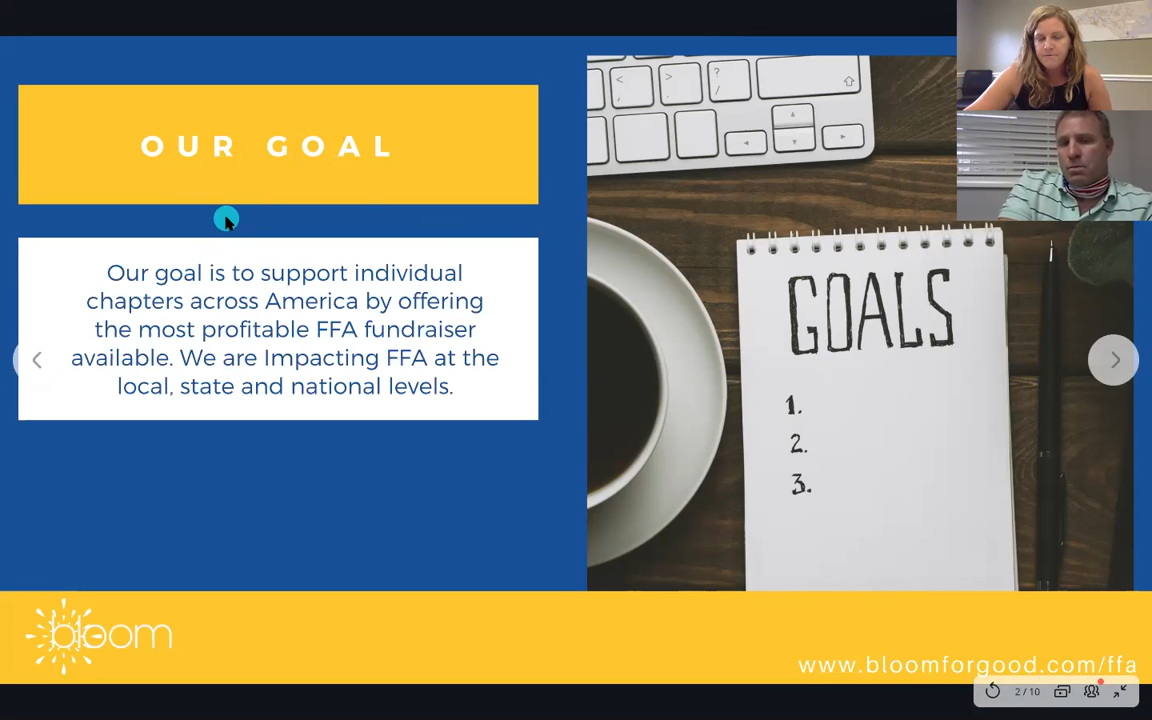 OUR GOAL
Our goal is to support individual
chapters across America by offering
the most profitable FFA fundraiser
available. We are Impacting FFA at the
local, state and national levels.
<
,
>
.
?
/
GOALS
1.
2.
3.
bloom
www.bloomforgood.com/ffa
2/10